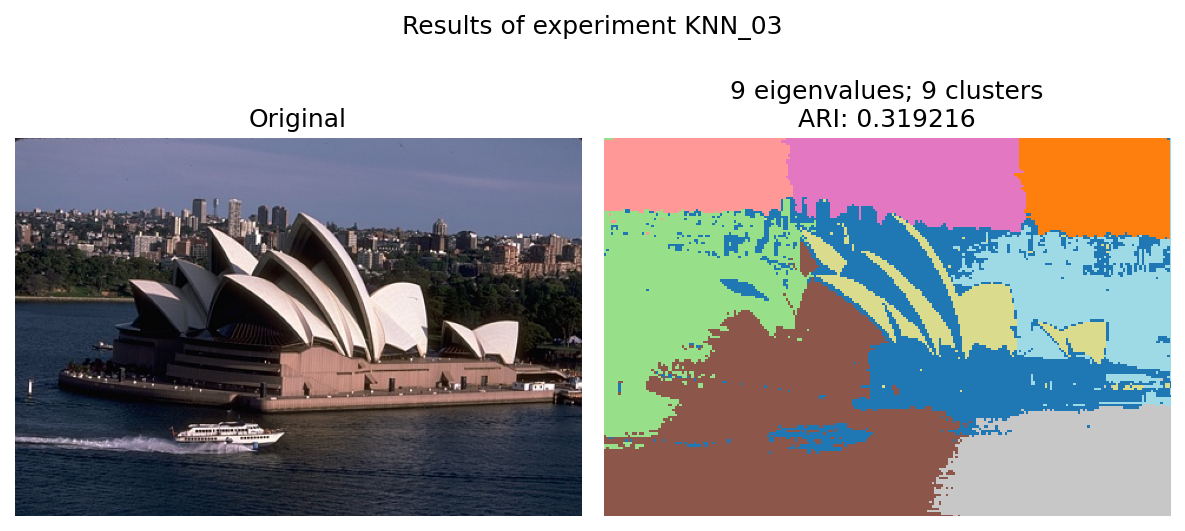 Results of experiment KNN_03
Original
9 eigenvalues; 9 clusters
ARI: 0.319216